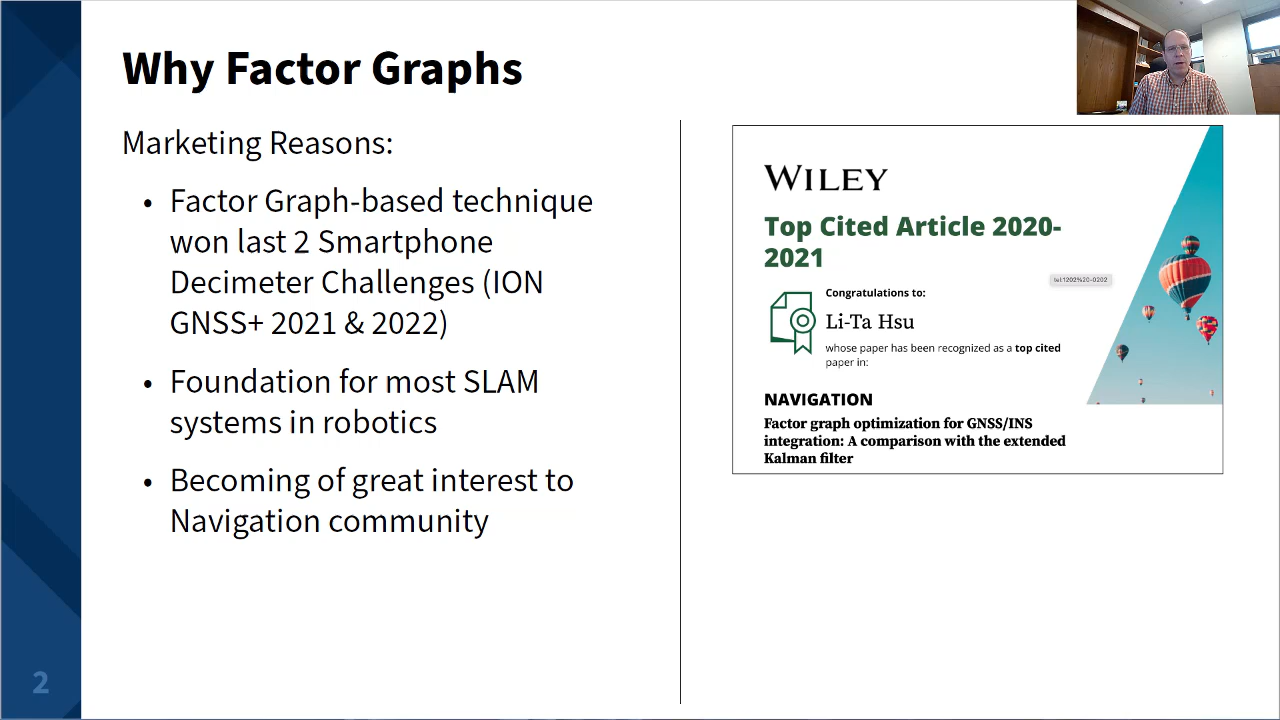 Why Factor Graphs
Marketing Reasons:
• Factor Graph-based technique
won last 2 Smartphone
Decimeter Challenges (ION
GNSS+ 2021 & 2022)
• Foundation for most SLAM
systems in robotics
• Becoming of great interest to
Navigation community
2
WILEY
Top Cited Article 2020-
2021
Congratulations to:
Li-Ta Hsu
whose paper has been recognized as a top cited
paper in:
NAVIGATION
Factor graph optimization for GNSS/INS
integration: A comparison with the extended
Kalman filter